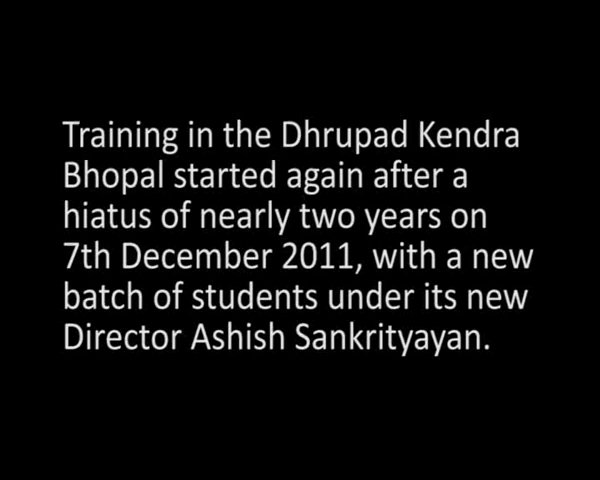 Training in the Dhrupad Kendra
Bhopal started again after a
hiatus of nearly two years on
7th December 2011, with a new
batch of students under its new
Director Ashish Sankrityayan.